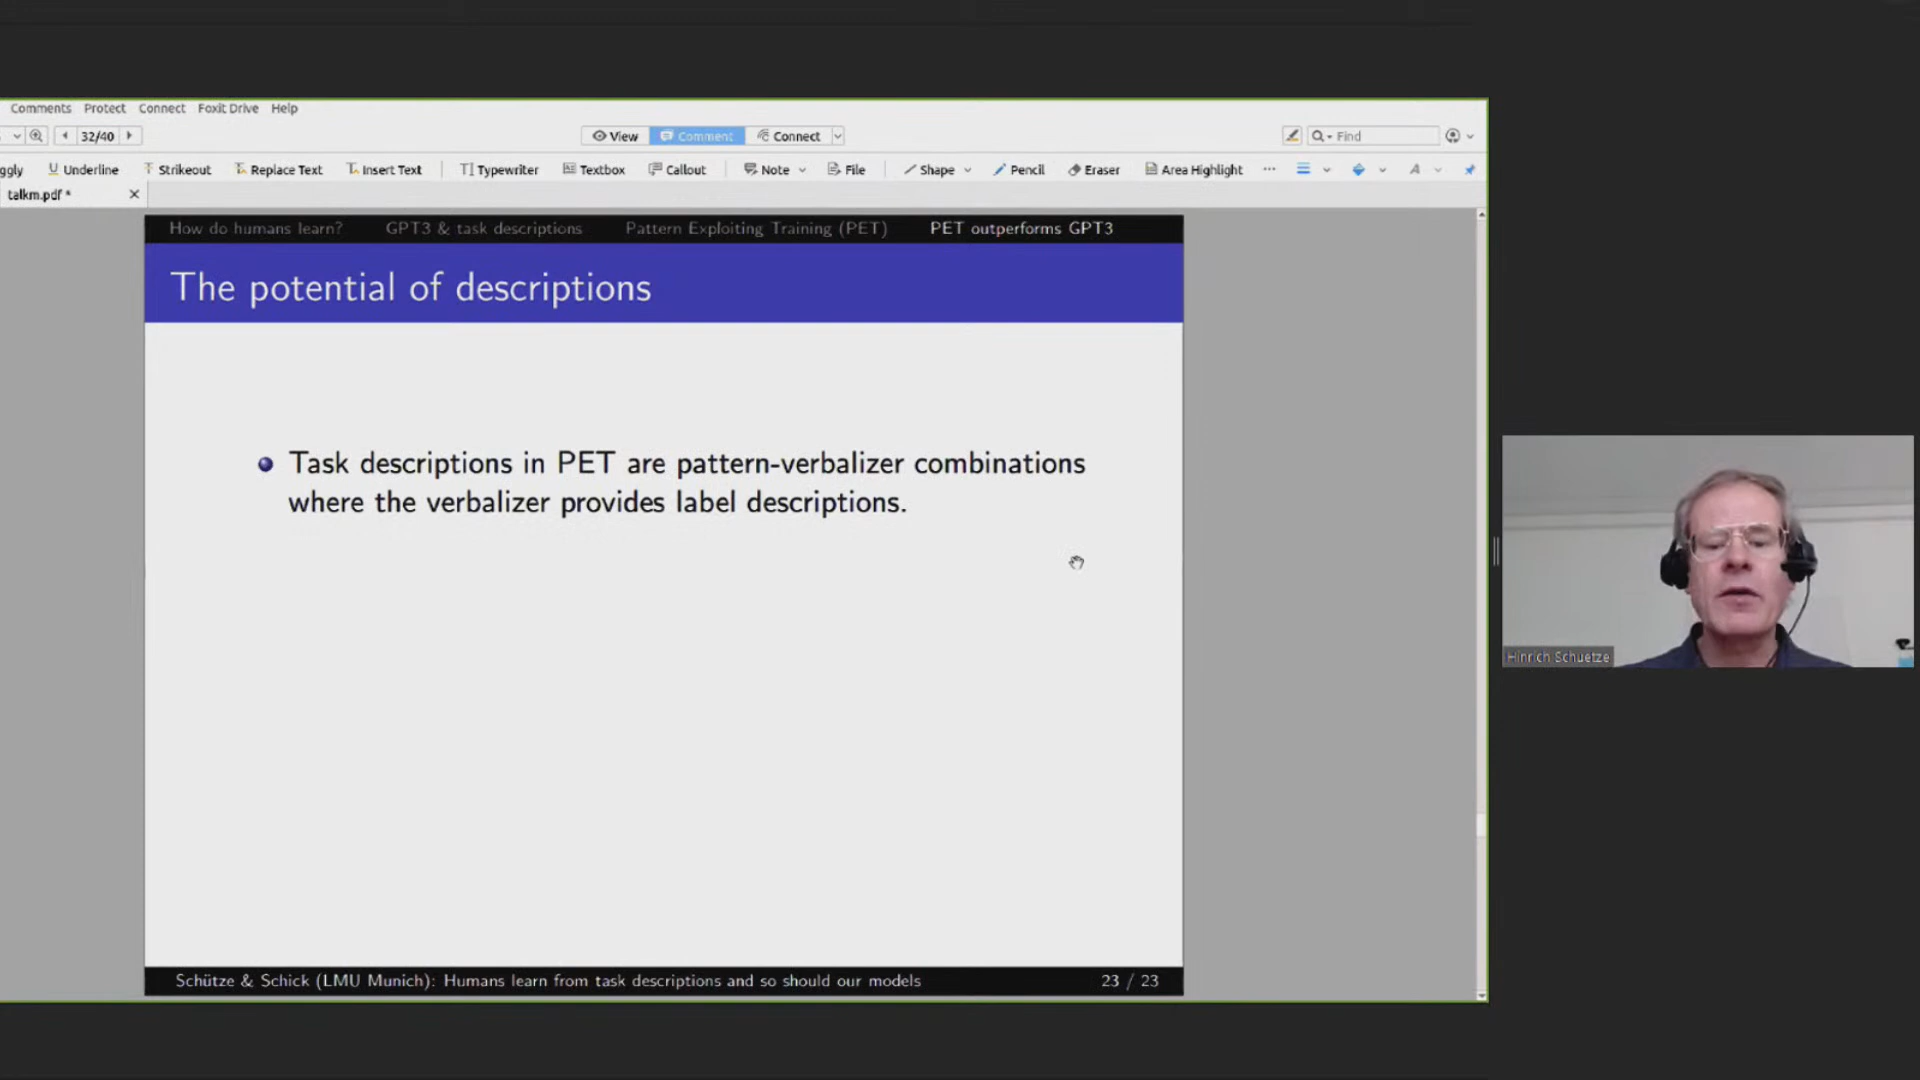 Comments Protect Connect Foxit Drive Help
32/40 View Comment Connect Find
ggly Underline Strikeout Replace Text Insert Text Typewriter Textbox Callout Note File Shape Pencil Eraser Area Highlight ... A
talkm.pdf *
How do humans learn? GPT3 & task descriptions Pattern Exploiting Training (PET) PET outperforms GPT3
The potential of descriptions
Task descriptions in PET are pattern-verbalizer combinations
where the verbalizer provides label descriptions.
Hinrich Schuetze
Schütze & Schick (LMU Munich): Humans learn from task descriptions and so should our models 23 / 23